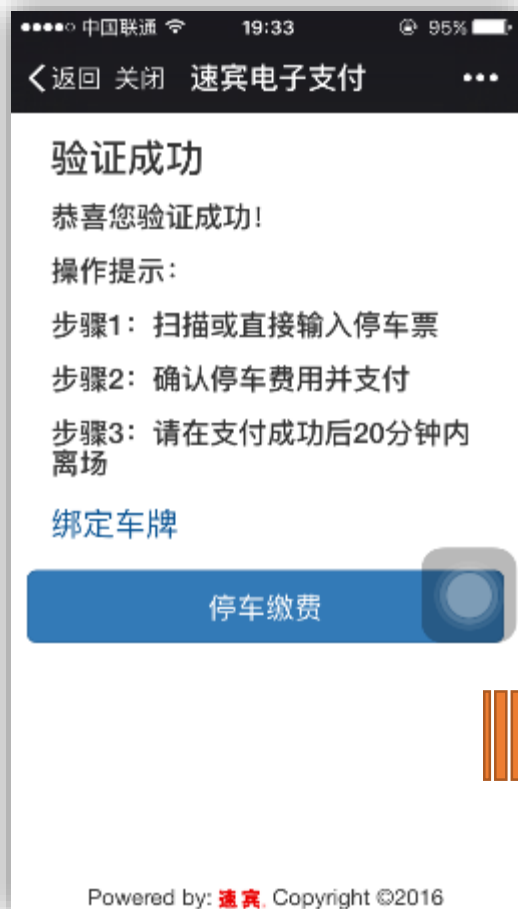 中国联通 19:33 95%
返回 关闭 速宾电子支付
验证成功
恭喜您验证成功!
操作提示：
步骤1：扫描或直接输入停车票
步骤2：确认停车费用并支付
步骤3：请在支付成功后20分钟内
离场
绑定车牌
停车缴费
Powered by: 速宾. Copyright ©2016